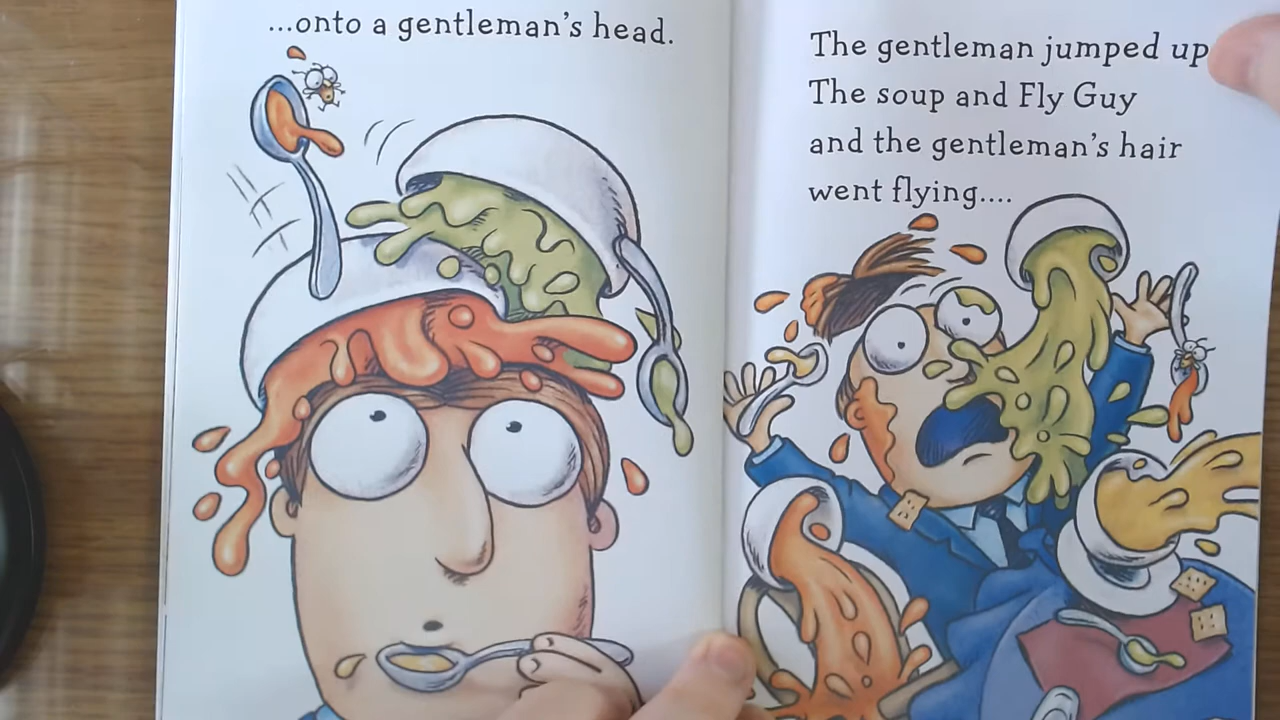 ...onto a gentleman's head.
The gentleman jumped up
The soup and Fly Guy
and the gentleman's hair
went flying....